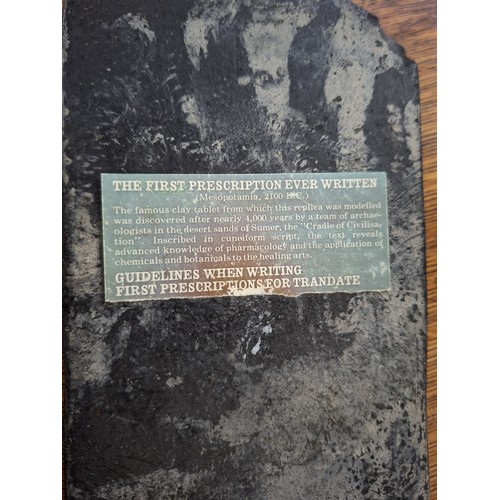 THE FIRST PRESCRIPTION EVER WRITTEN
(Mesopotamia, 2100 B.C.)
The famous clay tablet from which this replica was modelled
was discovered after nearly 4,000 years by a team of archae-
ologists in the desert sands of Sumer, the "Cradle of Civilisa-
tion". Inscribed in cuneiform script, the text reveals
advanced knowledge of pharmacology and the application of
chemicals and botanicals to the healing arts.
GUIDELINES WHEN WRITING
FIRST PRESCRIPTIONS FOR TRANDATE